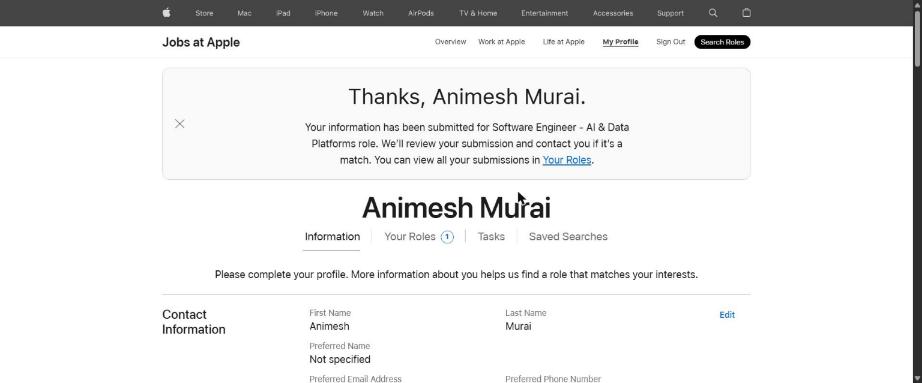 Store Mac iPad iPhone Watch AirPods TV & Home Entertainment Accessories Support
Jobs at Apple Overview Work at Apple Life at Apple My Profile Sign Out Search Roles
Thanks, Animesh Murai.
Your information has been submitted for Software Engineer - AI & Data
Platforms role. We'll review your submission and contact you if it's a
match. You can view all your submissions in Your Roles.
Animesh Murai
Information Your Roles 1 Tasks Saved Searches
Please complete your profile. More information about you helps us find a role that matches your interests.
Contact
Information
First Name Last Name Edit
Animesh Murai
Preferred Name
Not specified
Preferred Email Address Preferred Phone Number